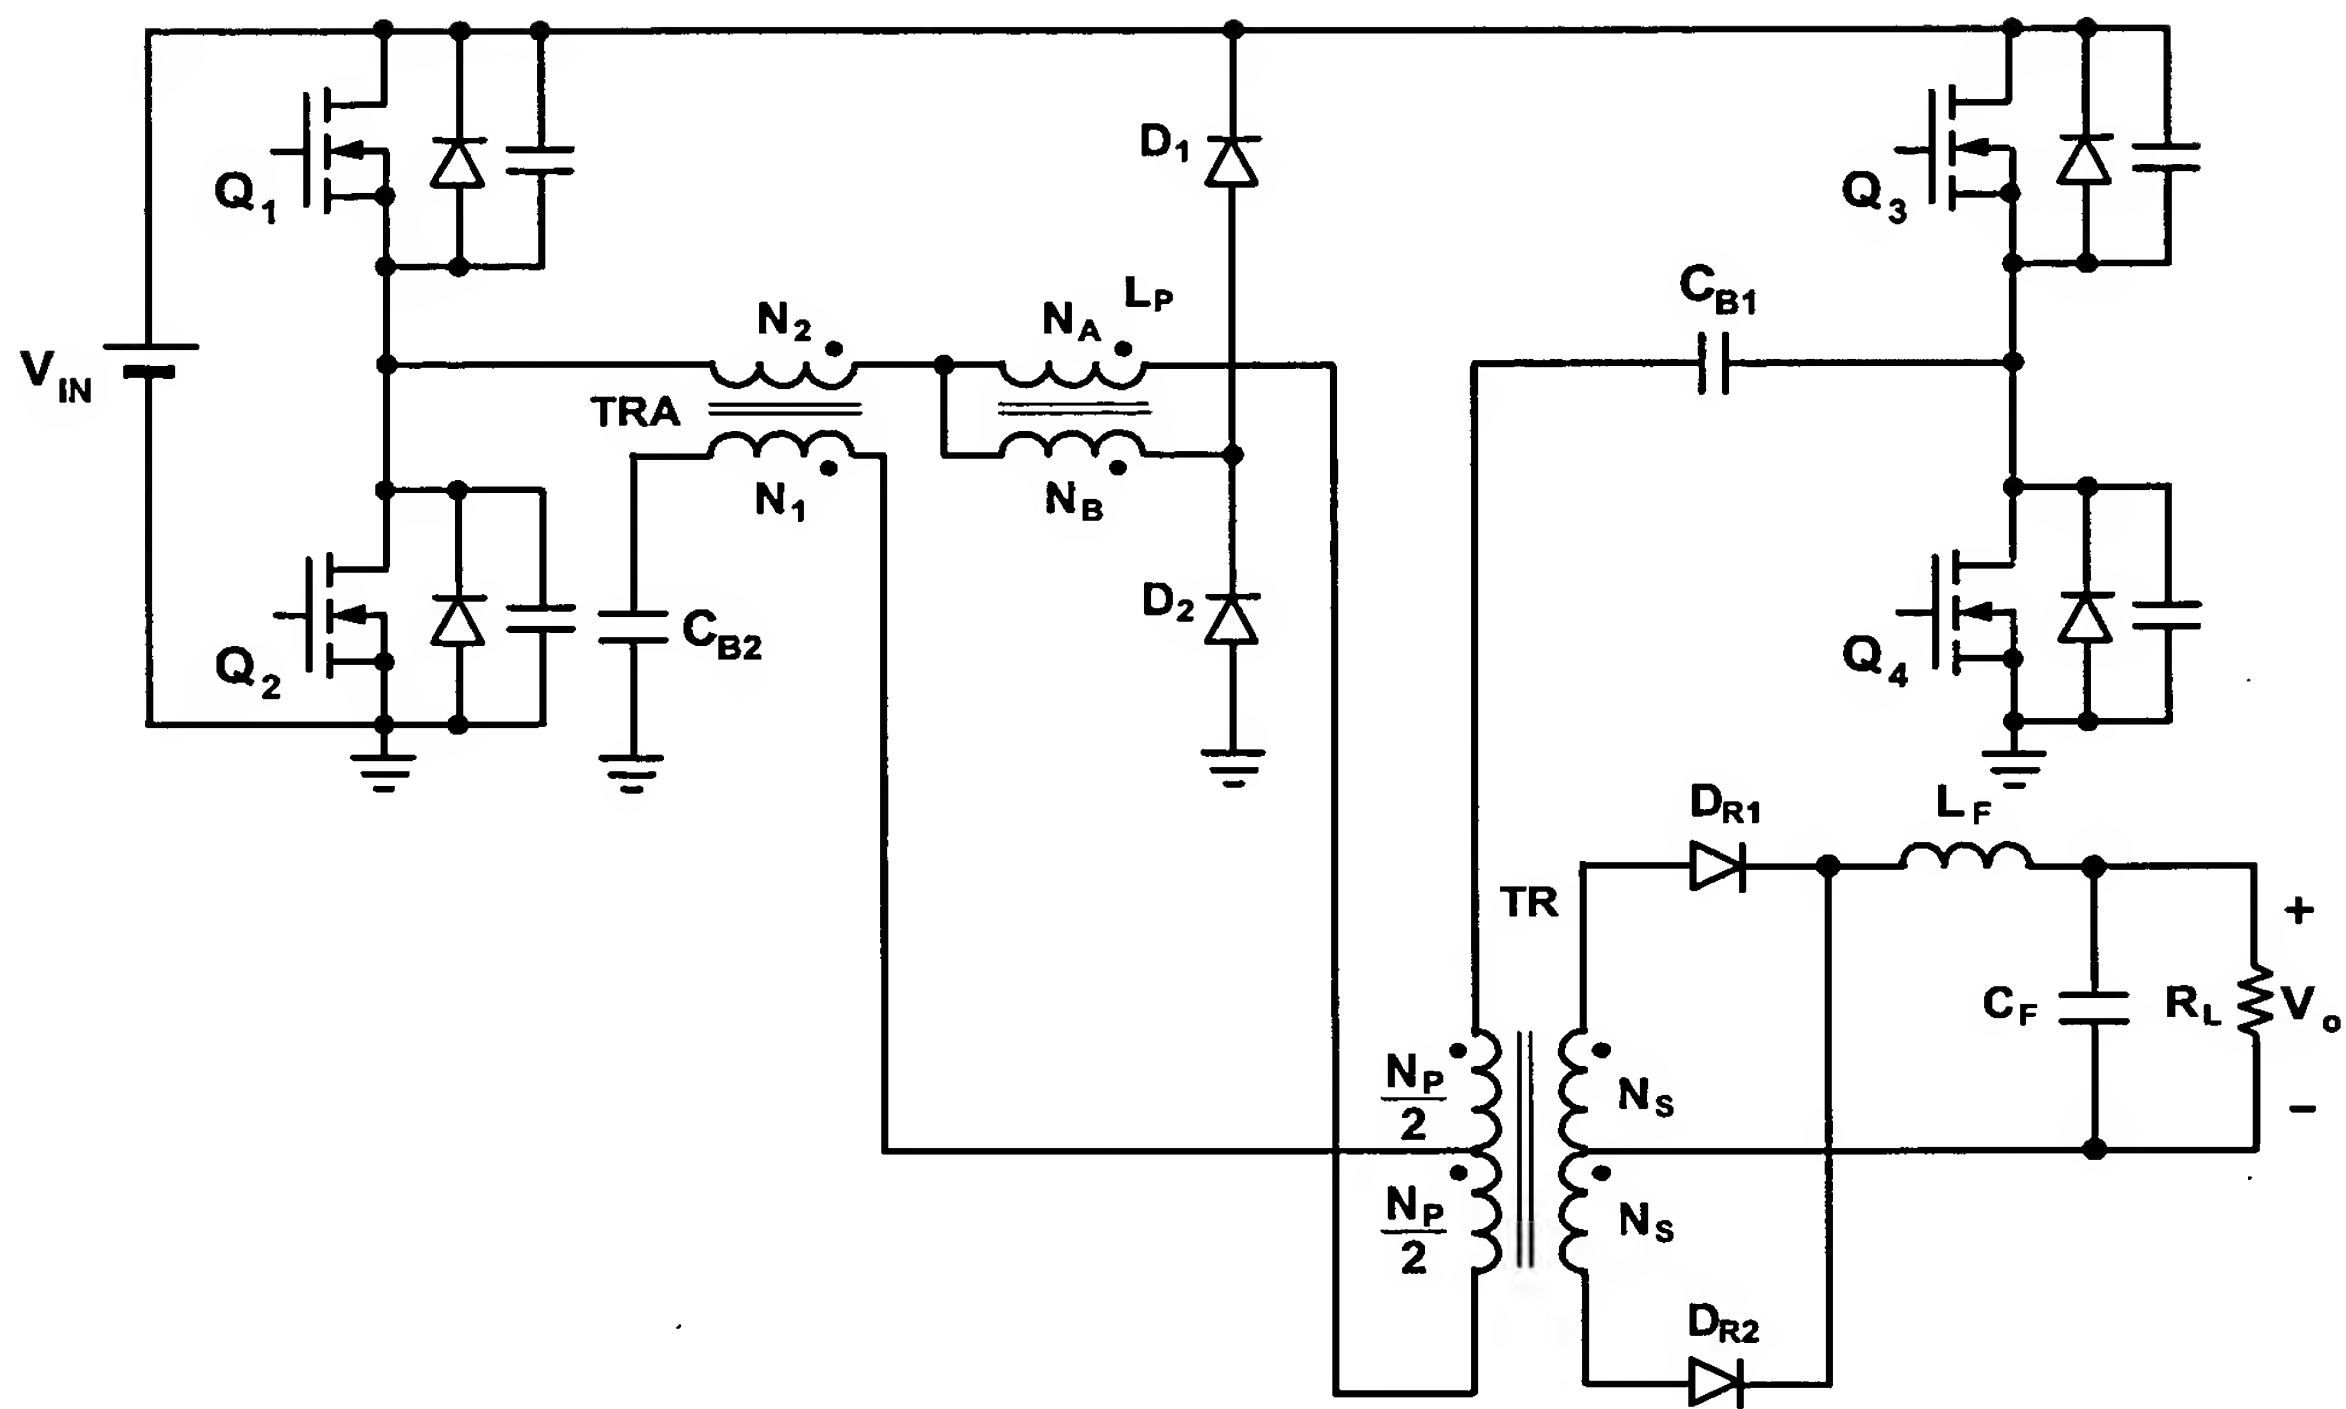 Q1
Q2
VIN
N2
TRA
N1
CB2
NA
LP
NB
D1
D2
CB1
Q3
Q4
TR
NP
2
NP
2
NS
NS
DR1
DR2
LF
CF
RL
+
Vo
−